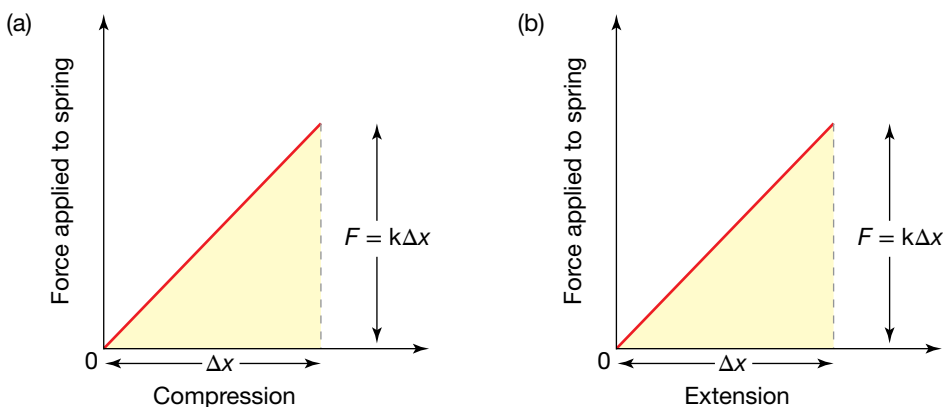 (a)
Force applied to spring
F = kΔx
0
Δx
Compression
(b)
Force applied to spring
F = kΔx
0
Δx
Extension